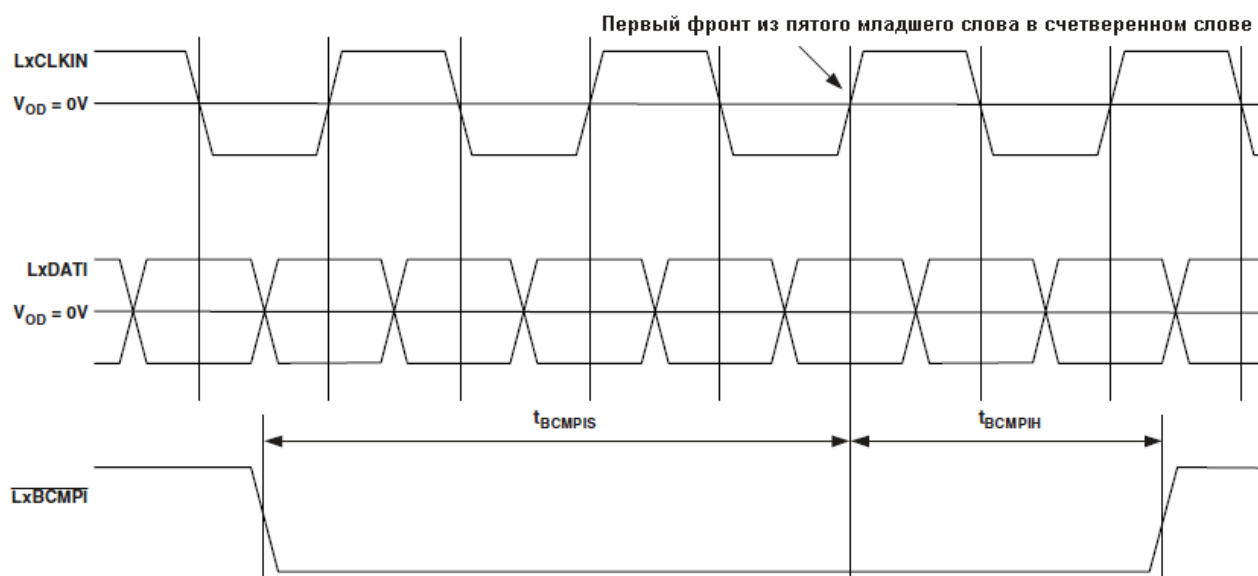 Первый фронт из пятого младшего слова в счетверенном слове
LxCLKIN
VOD = 0V
LxDATI
VOD = 0V
tBCMPIS
tBCMPIH
LxBCMPI